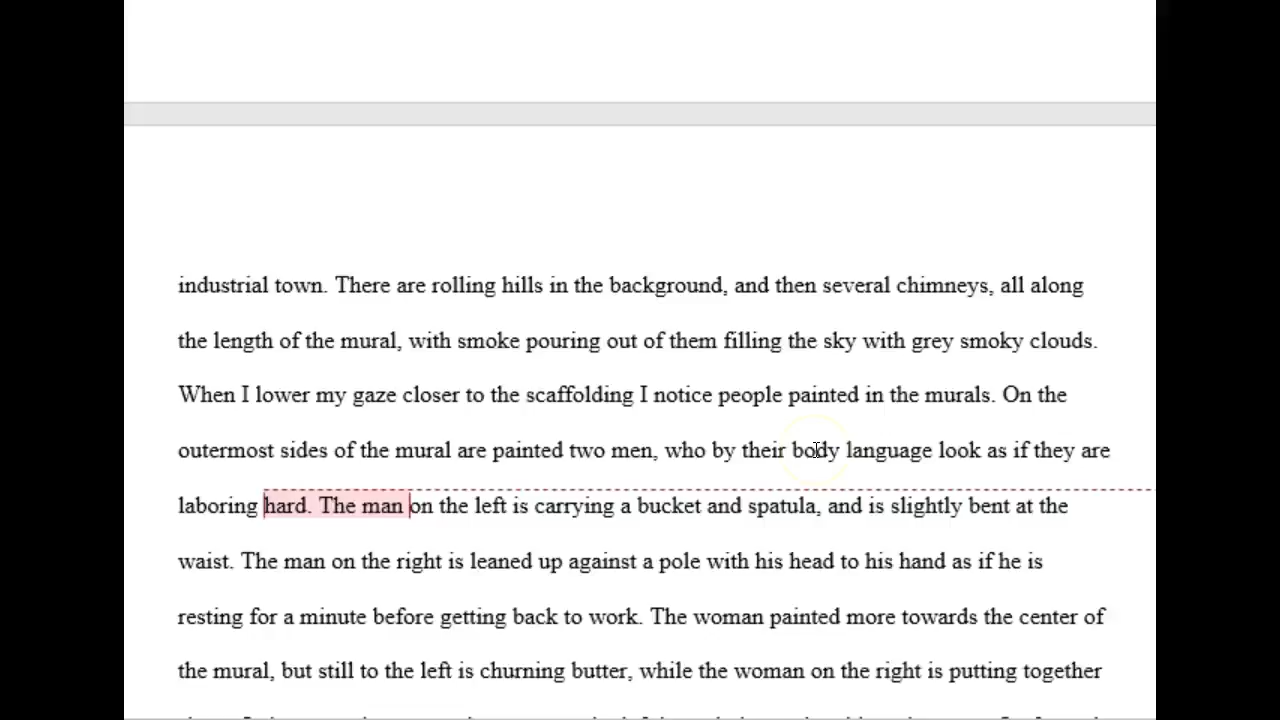 industrial town. There are rolling hills in the background, and then several chimneys, all along
the length of the mural, with smoke pouring out of them filling the sky with grey smoky clouds.
When I lower my gaze closer to the scaffolding I notice people painted in the murals. On the
outermost sides of the mural are painted two men, who by their body language look as if they are
laboring hard. The man on the left is carrying a bucket and spatula, and is slightly bent at the
waist. The man on the right is leaned up against a pole with his head to his hand as if he is
resting for a minute before getting back to work. The woman painted more towards the center of
the mural, but still to the left is churning butter, while the woman on the right is putting together